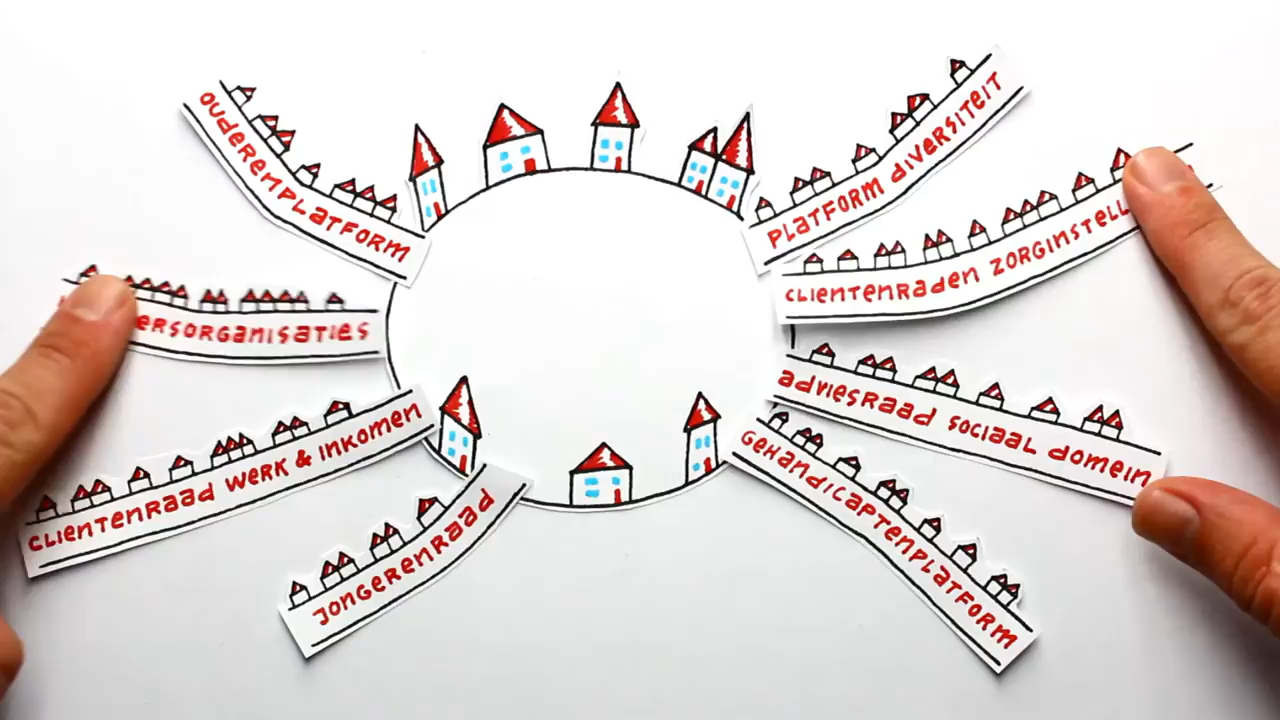 OUDERENPLATFORM
PLATFORM DIVERSITEIT
CLIENTENRADEN ZORGINSTELL
ERSORGANISATIES
ADVIESRAAD SOCIAAL DOMEIN
CLIENTENRAAD WERK & INKOMEN
GEHANDICAPTENPLATFORM
JONGERENRAAD